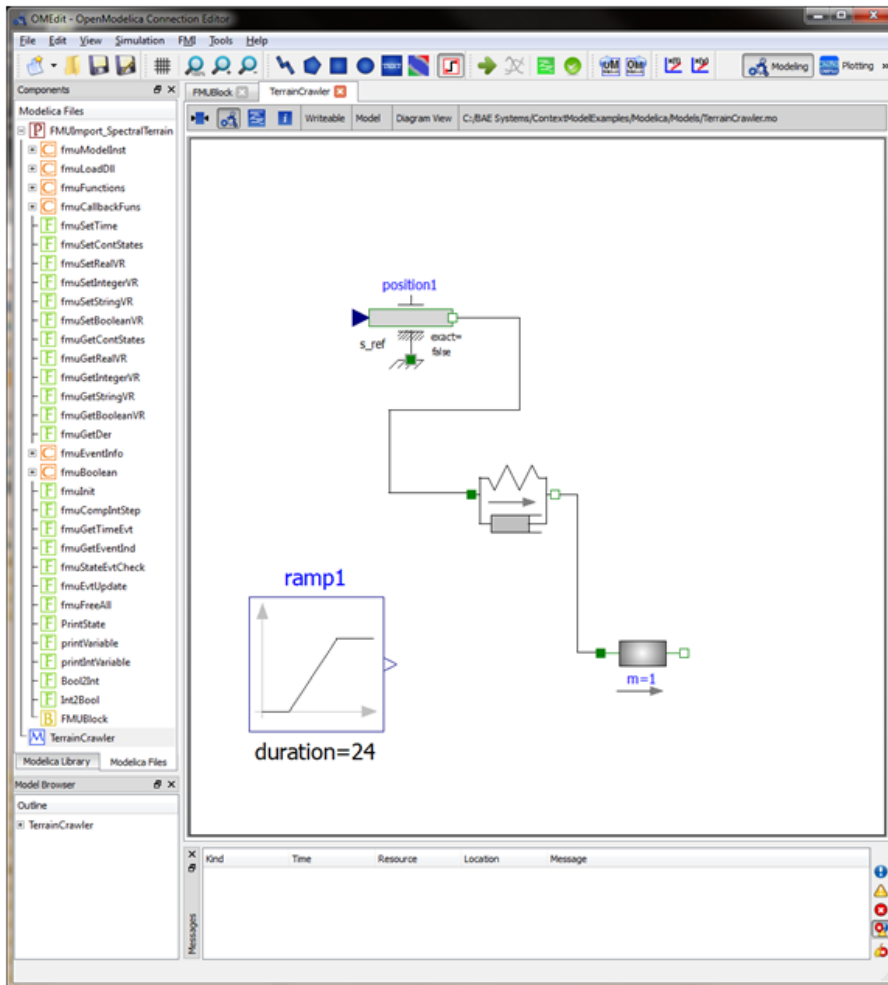 OMEdit - OpenModelica Connection Editor
File Edit View Simulation FMI Tools Help
TEXT
Modeling
Plotting
»
Components
FMUBlock
TerrainCrawler
Modelica Files
Writeable
Model
Diagram View
C:/BAE Systems/ContextModelExamples/Modelica/Models/TerrainCrawler.mo
P FMUImport_SpectralTerrain
C fmuModelInst
C fmuLoadDll
C fmuFunctions
C fmuCallbackFuns
F fmuSetTime
F fmuSetContStates
F fmuSetRealVR
F fmuSetIntegerVR
F fmuSetStringVR
F fmuSetBooleanVR
F fmuGetContStates
F fmuGetRealVR
F fmuGetIntegerVR
F fmuGetStringVR
F fmuGetBooleanVR
F fmuGetDer
C fmuEventInfo
C fmuBoolean
F fmuInit
F fmuCompIntStep
F fmuGetTimeEvt
F fmuGetEventInd
F fmuStateEvtCheck
F fmuEvtUpdate
F fmuFreeAll
F PrintState
F printVariable
F printIntVariable
F Bool2Int
F Int2Bool
B FMUBlock
M TerrainCrawler
position1
s_ref
exact=
false
ramp1
duration=24
m=1
Modelica Library
Modelica Files
Model Browser
Outline
TerrainCrawler
Messages
Kind
Time
Resource
Location
Message